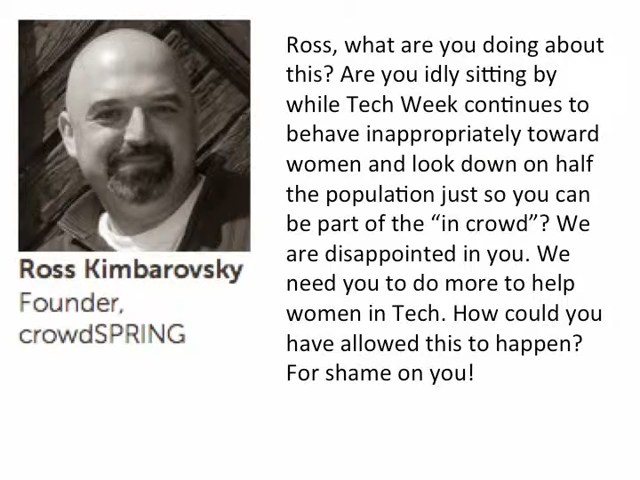 Ross Kimbarovsky
Founder,
crowdSPRING
Ross, what are you doing about
this? Are you idly sitting by
while Tech Week continues to
behave inappropriately toward
women and look down on half
the population just so you can
be part of the “in crowd”? We
are disappointed in you. We
need you to do more to help
women in Tech. How could you
have allowed this to happen?
For shame on you!